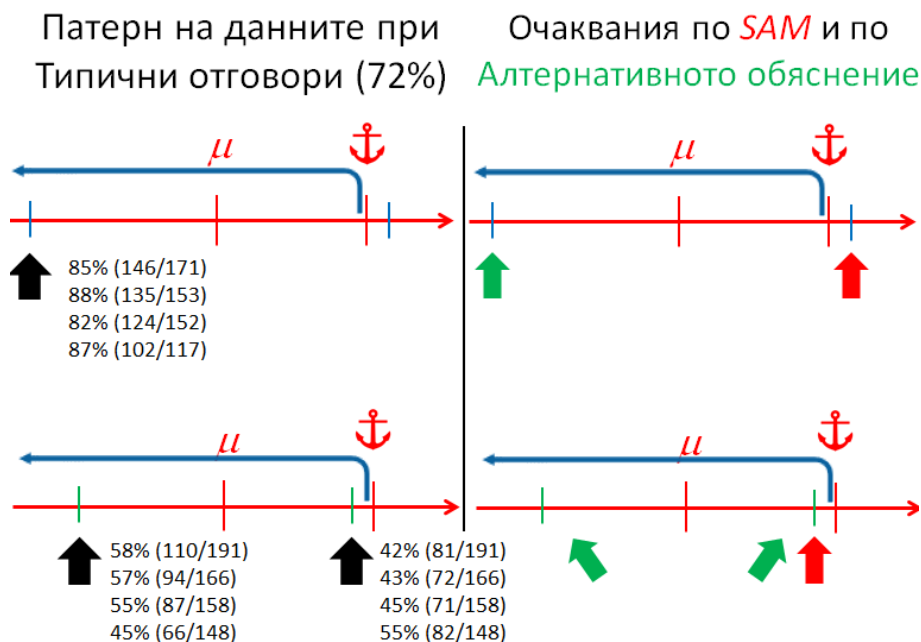 Патерн на данните при
Типични отговори (72%)
Очаквания по SAM и по
Алтернативното обяснение
μ
μ
85% (146/171)
88% (135/153)
82% (124/152)
87% (102/117)
μ
μ
58% (110/191)
57% (94/166)
55% (87/158)
45% (66/148)
42% (81/191)
43% (72/166)
45% (71/158)
55% (82/148)